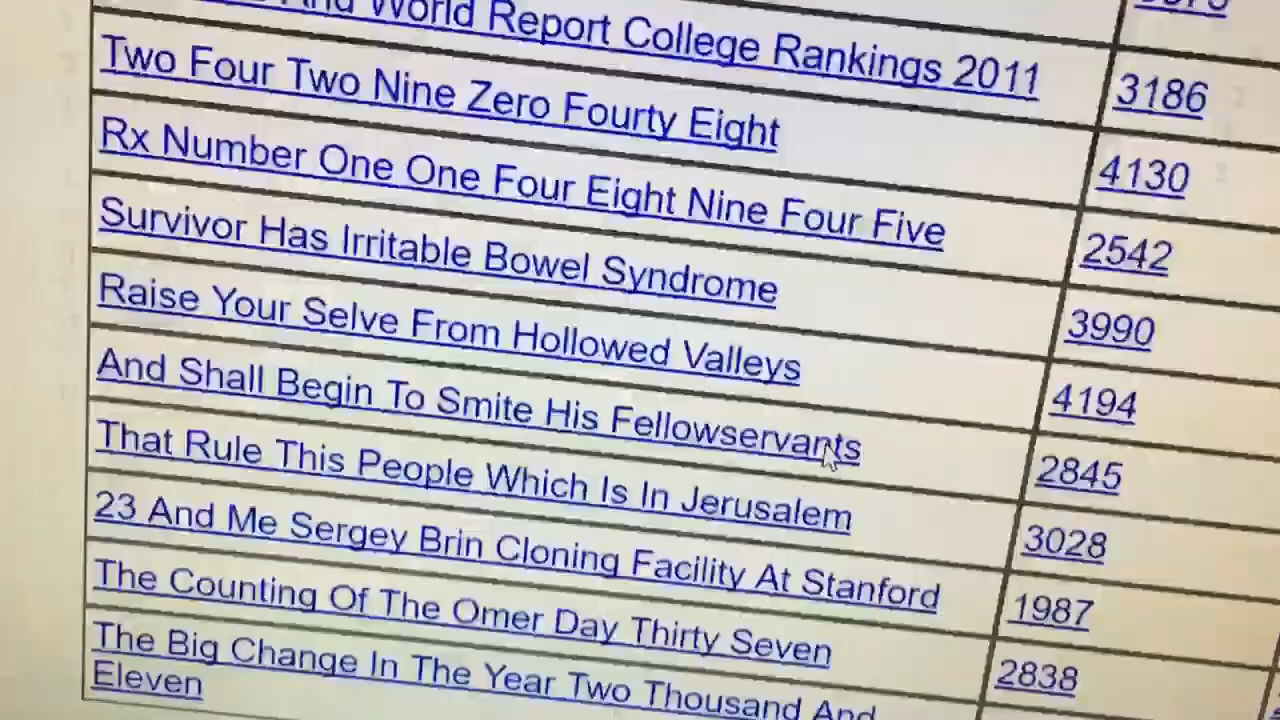 And World Report College Rankings 2011 3186
Two Four Two Nine Zero Fourty Eight 4130
Rx Number One One Four Eight Nine Four Five 2542
Survivor Has Irritable Bowel Syndrome 3990
Raise Your Selve From Hollowed Valleys 4194
And Shall Begin To Smite His Fellowservants 2845
That Rule This People Which Is In Jerusalem 3028
23 And Me Sergey Brin Cloning Facility At Stanford 1987
The Counting Of The Omer Day Thirty Seven 2838
The Big Change In The Year Two Thousand And
Eleven